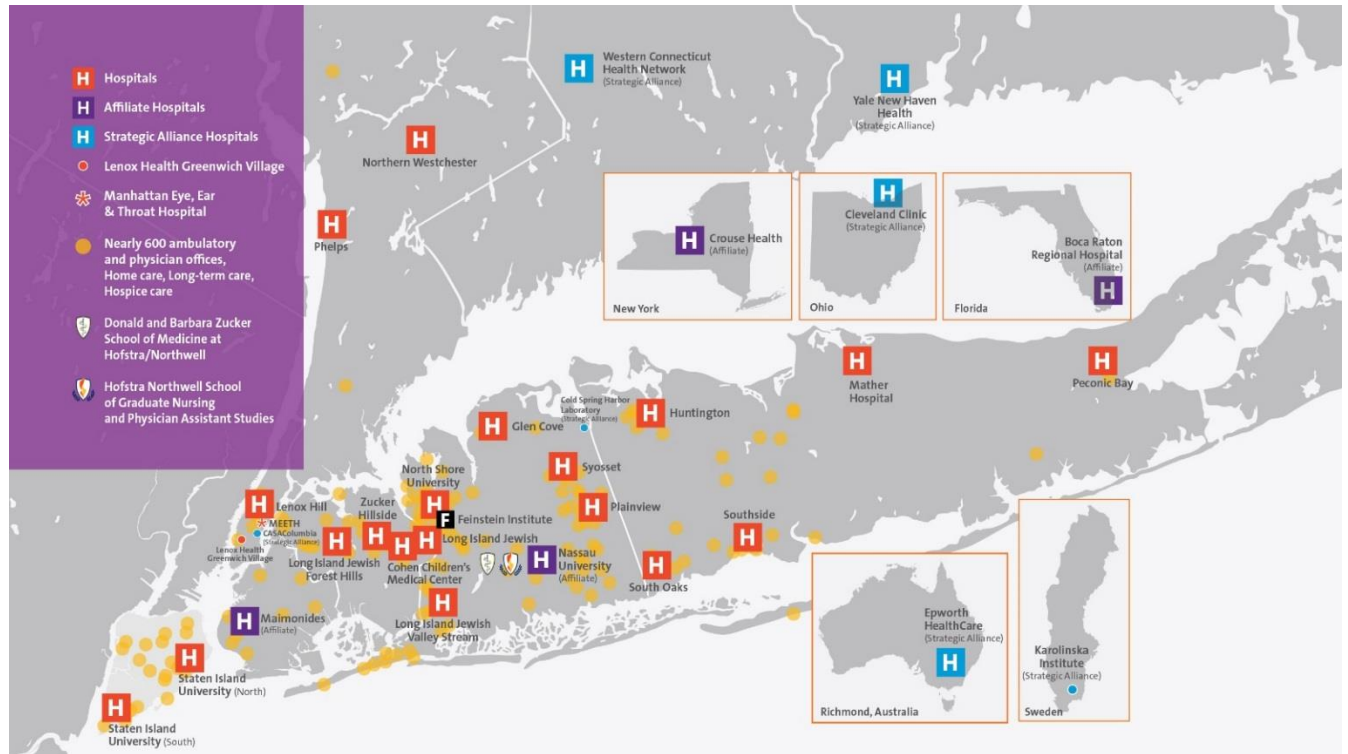 H Hospitals
H Affiliate Hospitals
H Strategic Alliance Hospitals
Lenox Health Greenwich Village
Manhattan Eye, Ear
& Throat Hospital
Nearly 600 ambulatory
and physician offices,
Home care, Long-term care,
Hospice care
Donald and Barbara Zucker
School of Medicine at
Hofstra/Northwell
Hofstra Northwell School
of Graduate Nursing
and Physician Assistant Studies
H Western Connecticut
Health Network
(Strategic Alliance)
H
Yale New Haven
Health
(Strategic Alliance)
H
Northern Westchester
H
Phelps
H Crouse Health
(Affiliate)
New York
H
Cleveland Clinic
(Strategic Alliance)
Ohio
Boca Raton
Regional Hospital
(Affiliate)
H
Florida
H
Mather
Hospital
H
Peconic Bay
Cold Spring Harbor
Laboratory
(Strategic Alliance)
H Huntington
H Glen Cove
H Syosset
H Plainview
North Shore
University
H
F Feinstein Institute
H Lenox Hill
MEETH
CASAColumbia
(Strategic Alliance)
Lenox Health
Greenwich Village
Zucker
Hillside
H
H
Long Island Jewish
Forest Hills
H
Cohen Children's
Medical Center
H Long Island Jewish
H Nassau
University
(Affiliate)
Southside
H
H
South Oaks
H
Long Island Jewish
Valley Stream
H Maimonides
(Affiliate)
H
Staten Island
University (North)
H
Staten Island
University (South)
Epworth
HealthCare
(Strategic Alliance)
H
Richmond, Australia
Karolinska
Institute
(Strategic Alliance)
Sweden